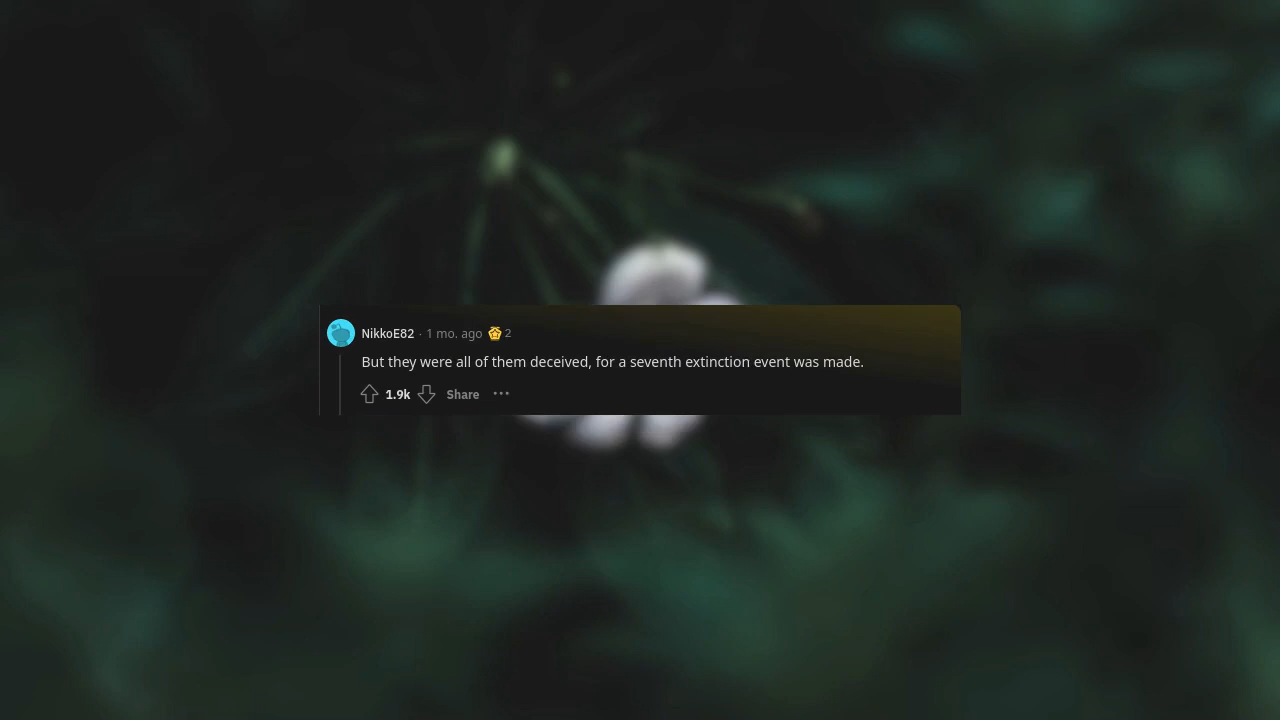 NikkoE82 · 1 mo. ago 2
But they were all of them deceived, for a seventh extinction event was made.
1.9k Share ···